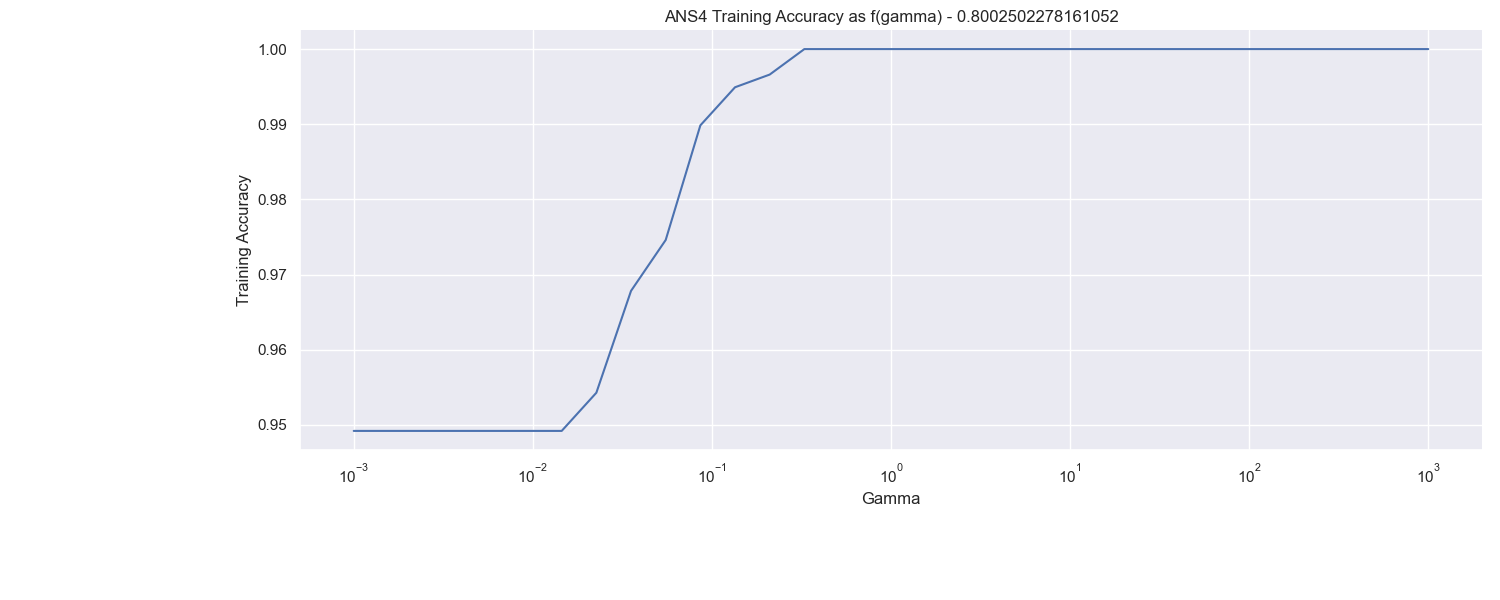 ANS4 Training Accuracy as f(gamma) - 0.8002502278161052
1.00
0.99
0.98
0.97
0.96
0.95
Training Accuracy
10⁻³ 10⁻² 10⁻¹ 10⁰ 10¹ 10² 10³
Gamma